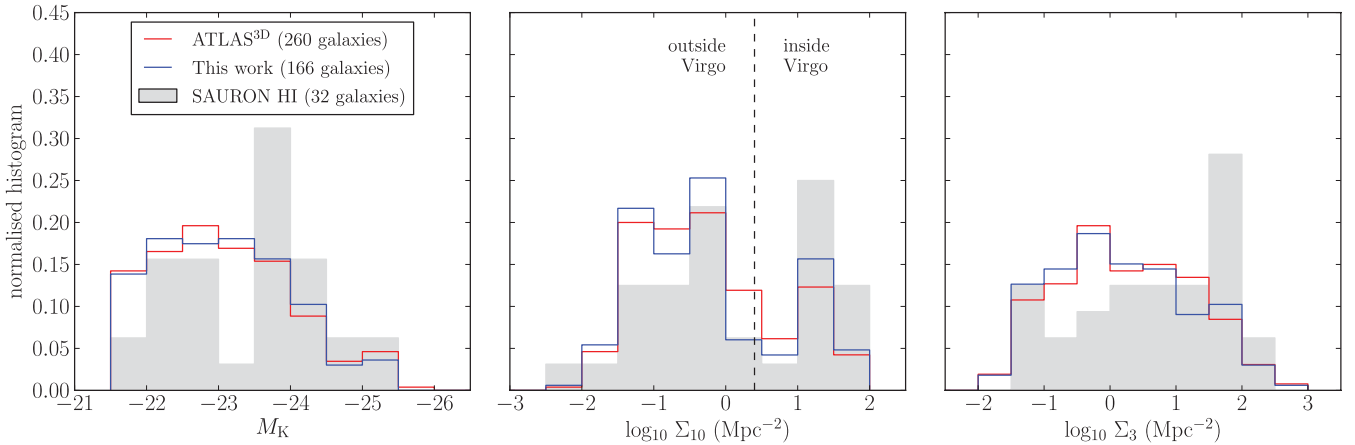 0.45
0.40
0.35
0.30
0.25
0.20
0.15
0.10
0.05
0.00
normalised histogram
ATLAS3D (260 galaxies)
This work (166 galaxies)
SAURON HI (32 galaxies)
−21 −22 −23 −24 −25 −26
MK
outside
Virgo
inside
Virgo
−3 −2 −1 0 1 2
log10 Σ10 (Mpc−2)
−2 −1 0 1 2 3
log10 Σ3 (Mpc−2)